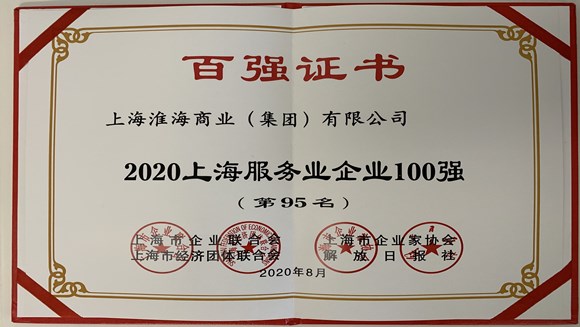 百强证书
上海淮海商业（集团）有限公司
2020上海服务业企业100强
（第95名）
上海市企业联合会 上海市企业家协会
上海市经济团体联合会 解放日报社
2020年8月